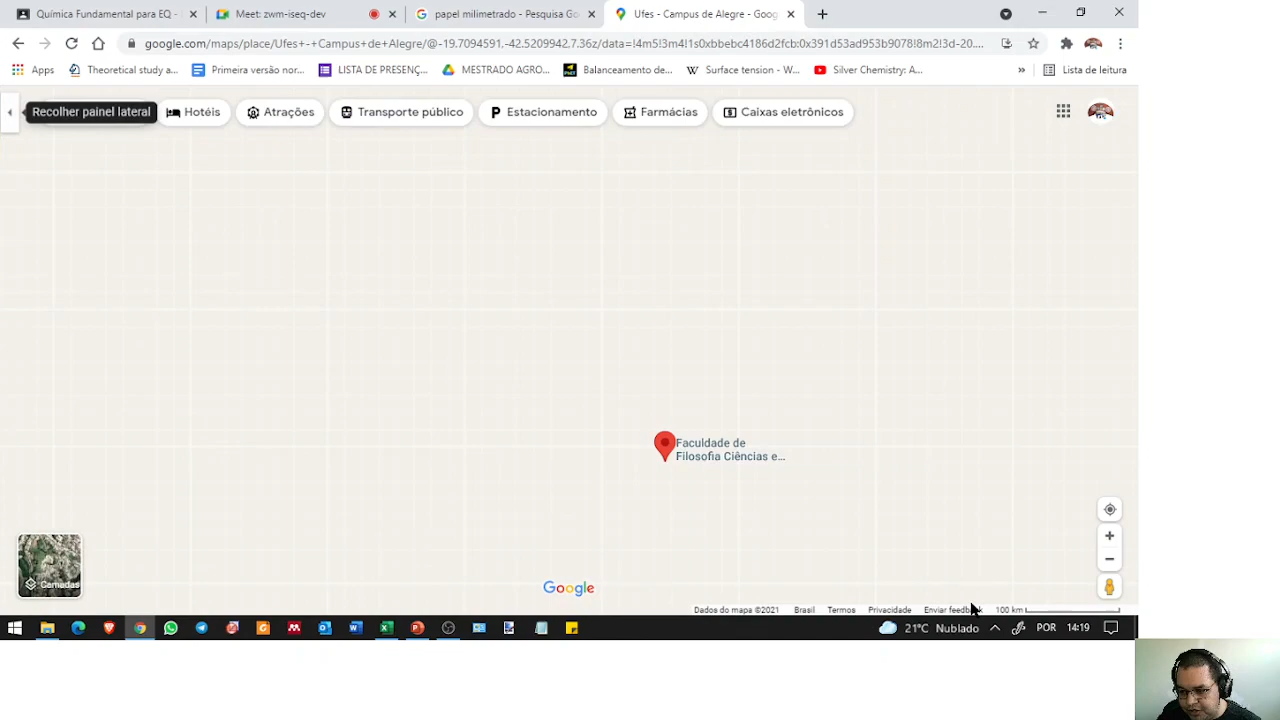 Química Fundamental para EQ -
Meet: zwm-iseq-dev
papel milimetrado - Pesquisa Go
Ufes - Campus de Alegre - Goog
google.com/maps/place/Ufes+-+Campus+de+Alegre/@-19.7094591,-42.5209942,7.36z/data=!4m5!3m4!1s0xbbebc4186d2fcb:0x391d53ad953b9078!8m2!3d-20....
Apps
Theoretical study a...
Primeira versão nor...
LISTA DE PRESENÇ...
MESTRADO AGRO...
Balanceamento de...
Surface tension - W...
Silver Chemistry: A...
»
Lista de leitura
Recolher painel lateral
Hotéis
Atrações
Transporte público
Estacionamento
Farmácias
Caixas eletrônicos
Faculdade de
Filosofia Ciências e...
Camadas
Google
Dados do mapa ©2021
Brasil
Termos
Privacidade
Enviar feedback
100 km
21°C Nublado
POR
14:19